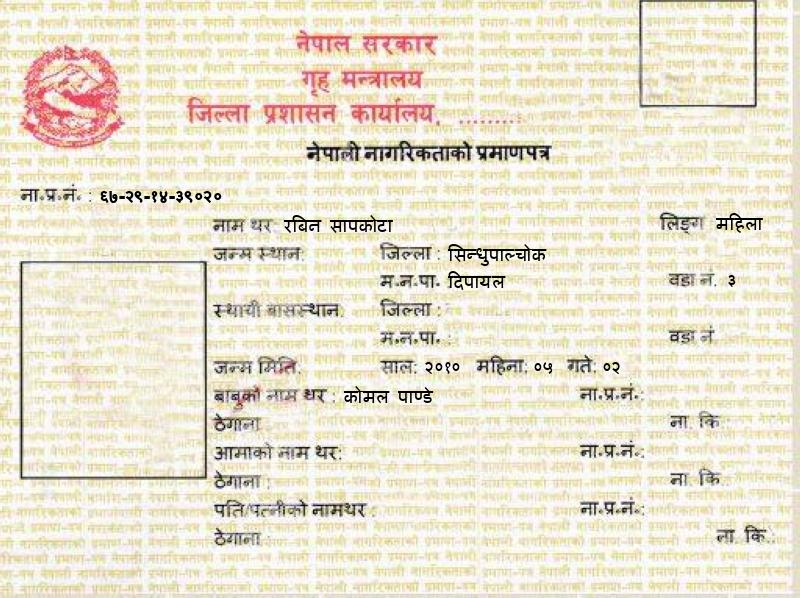 नेपाल सरकार
गृह मन्त्रालय
जिल्ला प्रशासन कार्यालय, ........
नेपाली नागरिकताको प्रमाणपत्र
ना.प्र.नं. : ६७-२९-१४-३९०२०
नाम थर: रबिन सापकोटा लिङ्ग महिला
जन्म स्थान: जिल्ला : सिन्धुपाल्चोक
म.न.पा. दिपायल वडा नं. ३
स्थायी बासस्थान: जिल्ला :
म.न.पा. : वडा नं.
जन्म मिति: साल: २०१० महिना: ०५ गते: ०२
बाबुको नाम थर : कोमल पाण्डे ना.प्र.नं.:
ठेगाना: ना. कि.:
आमाको नाम थर: ना.प्र.नं.:
ठेगाना : ना. कि.
पति/पत्नीको नामथर : ना.प्र.नं.:
ठेगाना : ना. कि.: